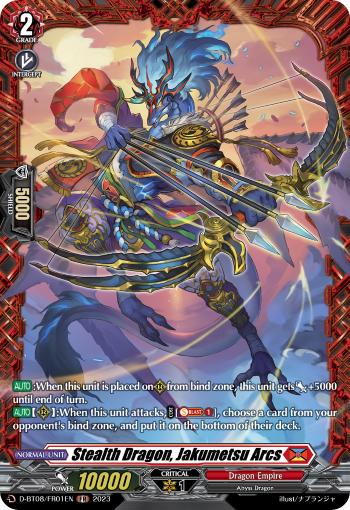 2
GRADE
INTERCEPT
5000
SHIELD
AUTO:When this unit is placed on R from bind zone, this unit gets +5000
until end of turn.
AUTO【R】:When this unit attacks, COST[S BLAST 1], choose a card from your
opponent's bind zone, and put it on the bottom of their deck.
(NORMAL UNIT) Stealth Dragon, Jakumetsu Arcs
POWER 10000 CRITICAL 1 Dragon Empire
Abyss Dragon
D D-BT08/FR01EN FR 2023 illust/ナブランジャ